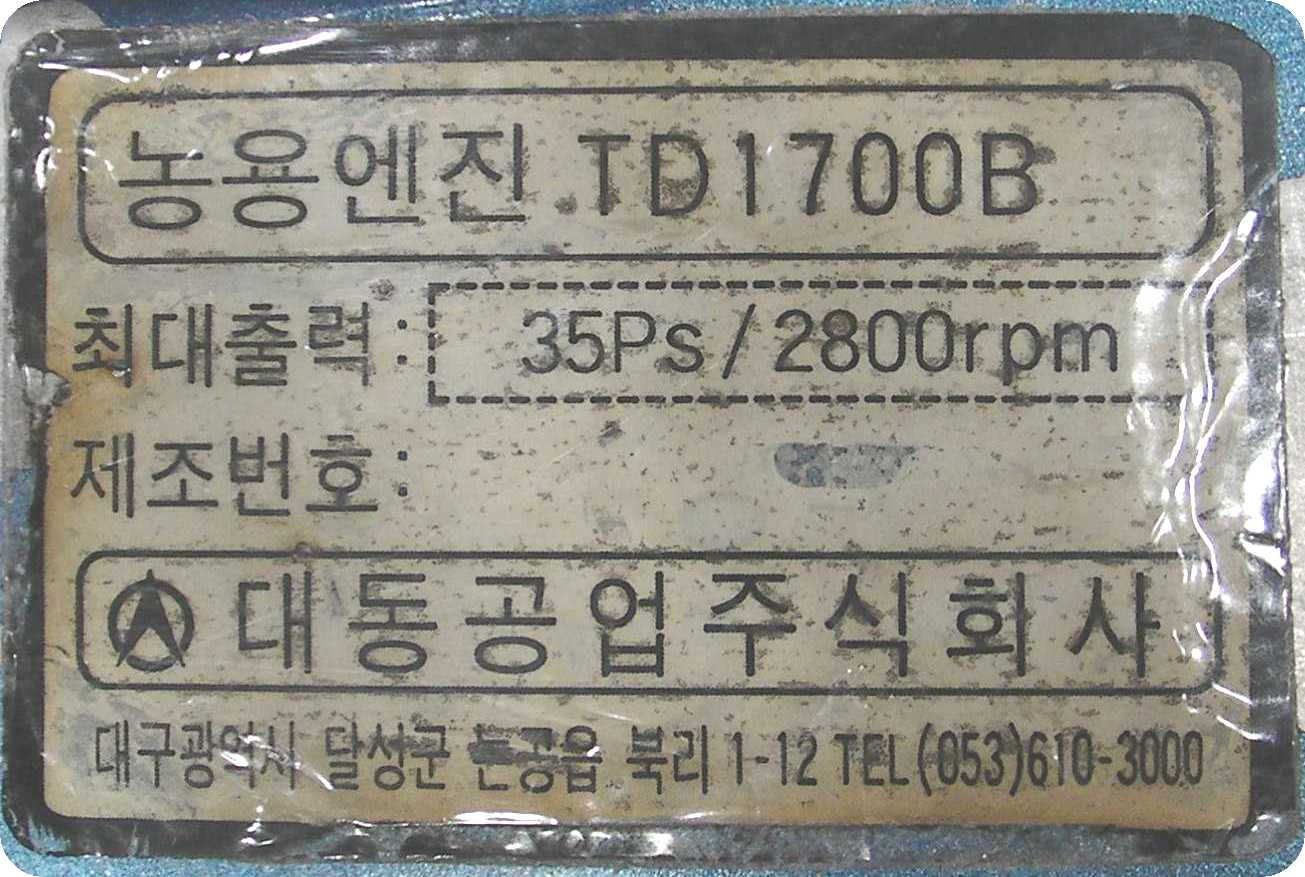 농용엔진 TD1700B
최대출력: 35Ps/2800rpm
제조번호:
대동공업주식회사
대구광역시 달성군 논공읍 북리 1-12 TEL(053)610-3000